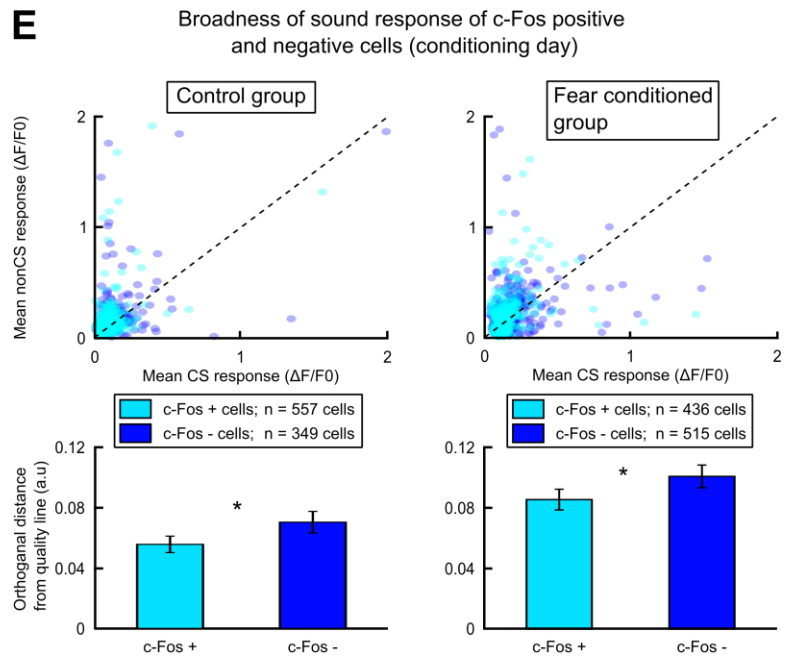 E
Broadness of sound response of c-Fos positive
and negative cells (conditioning day)
Control group
Fear conditioned
group
Mean nonCS response (ΔF/F0)
2
1
0
0
1
2
Mean CS response (ΔF/F0)
2
1
0
0
1
2
Mean CS response (ΔF/F0)
c-Fos + cells; n = 557 cells
c-Fos - cells; n = 349 cells
c-Fos + cells; n = 436 cells
c-Fos - cells; n = 515 cells
Orthoganal distance
from quality line (a.u)
0.12
0.08
0.04
0
*
c-Fos +
c-Fos -
0.12
0.08
0.04
0
*
c-Fos +
c-Fos -